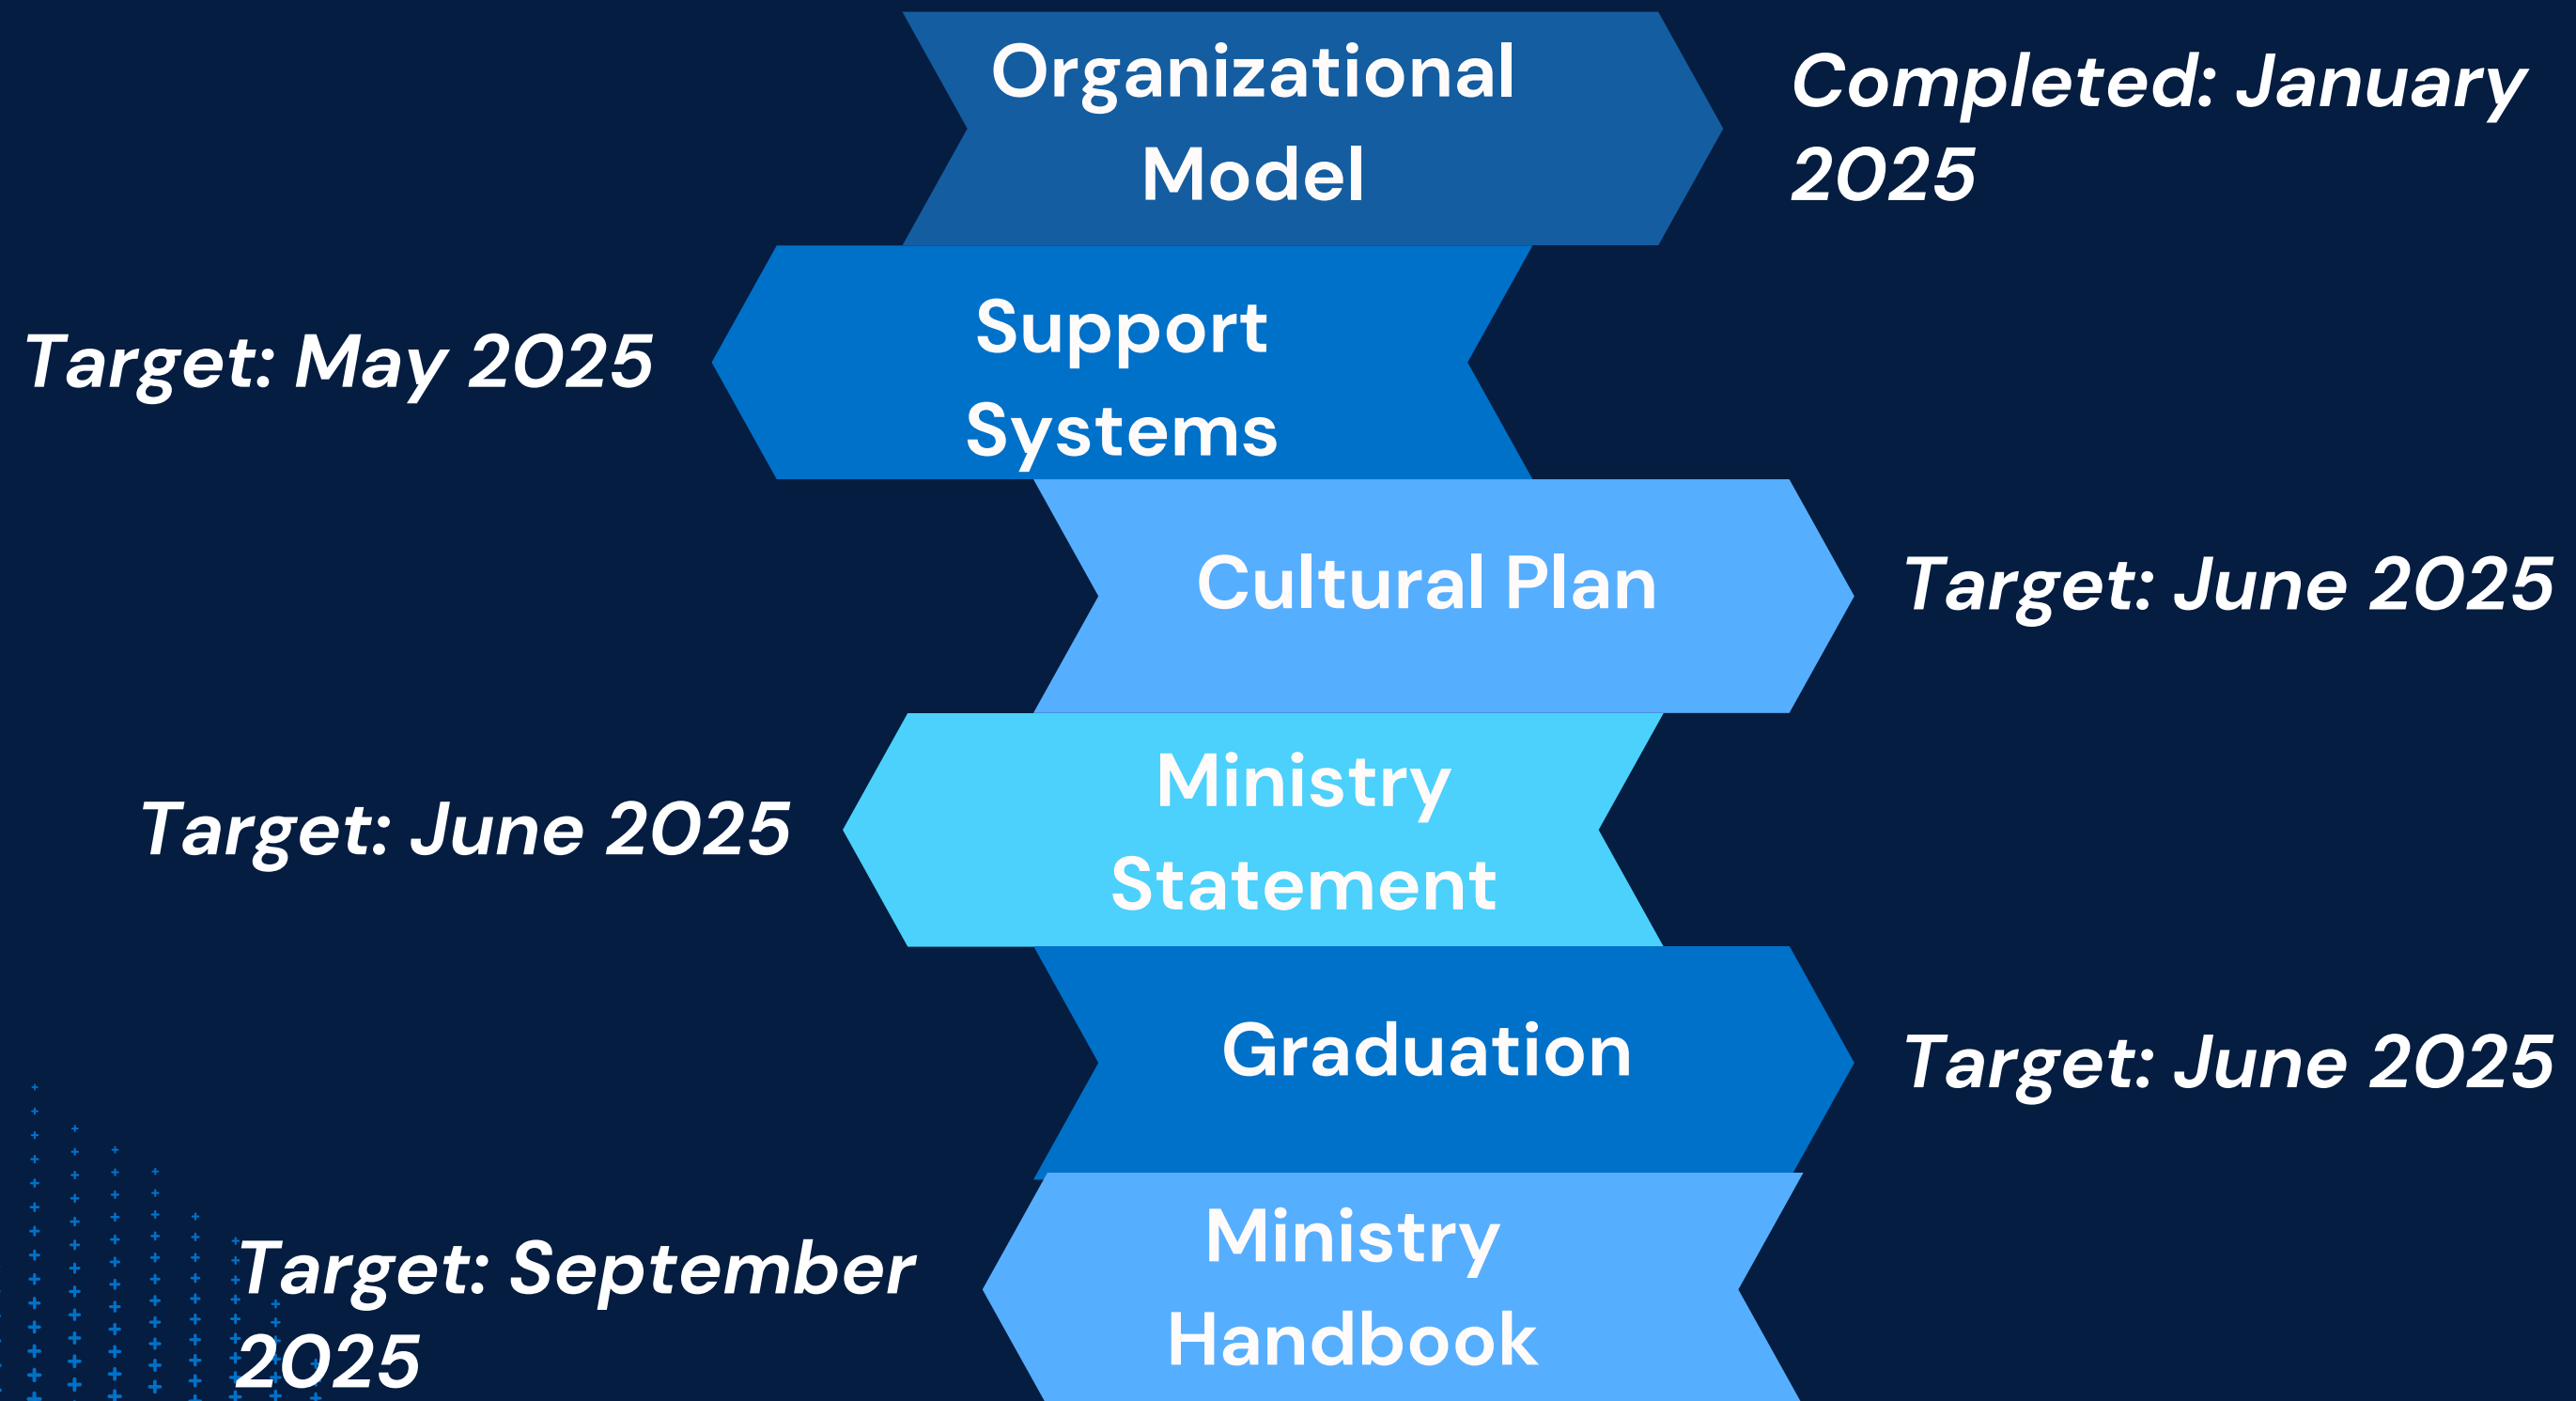 Organizational
Model
Completed: January
2025
Target: May 2025
Support
Systems
Cultural Plan
Target: June 2025
Target: June 2025
Ministry
Statement
Graduation
Target: June 2025
Target: September
2025
Ministry
Handbook